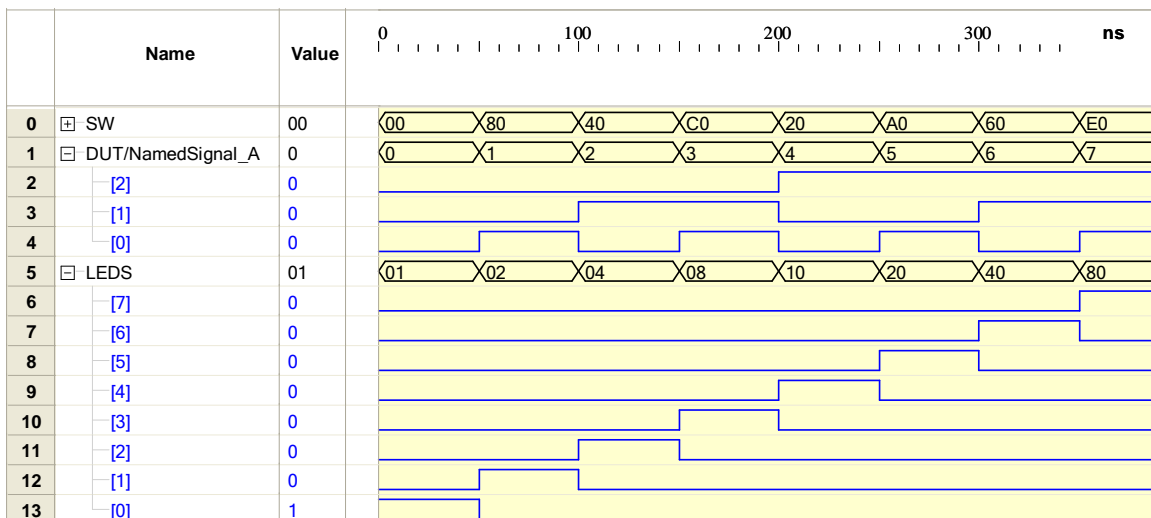 Name Value 0 100 200 300 ns
0 SW 00 00 80 40 C0 20 A0 60 E0
1 DUT/NamedSignal_A 0 0 1 2 3 4 5 6 7
2 [2] 0
3 [1] 0
4 [0] 0
5 LEDS 01 01 02 04 08 10 20 40 80
6 [7] 0
7 [6] 0
8 [5] 0
9 [4] 0
10 [3] 0
11 [2] 0
12 [1] 0
13 [0] 1